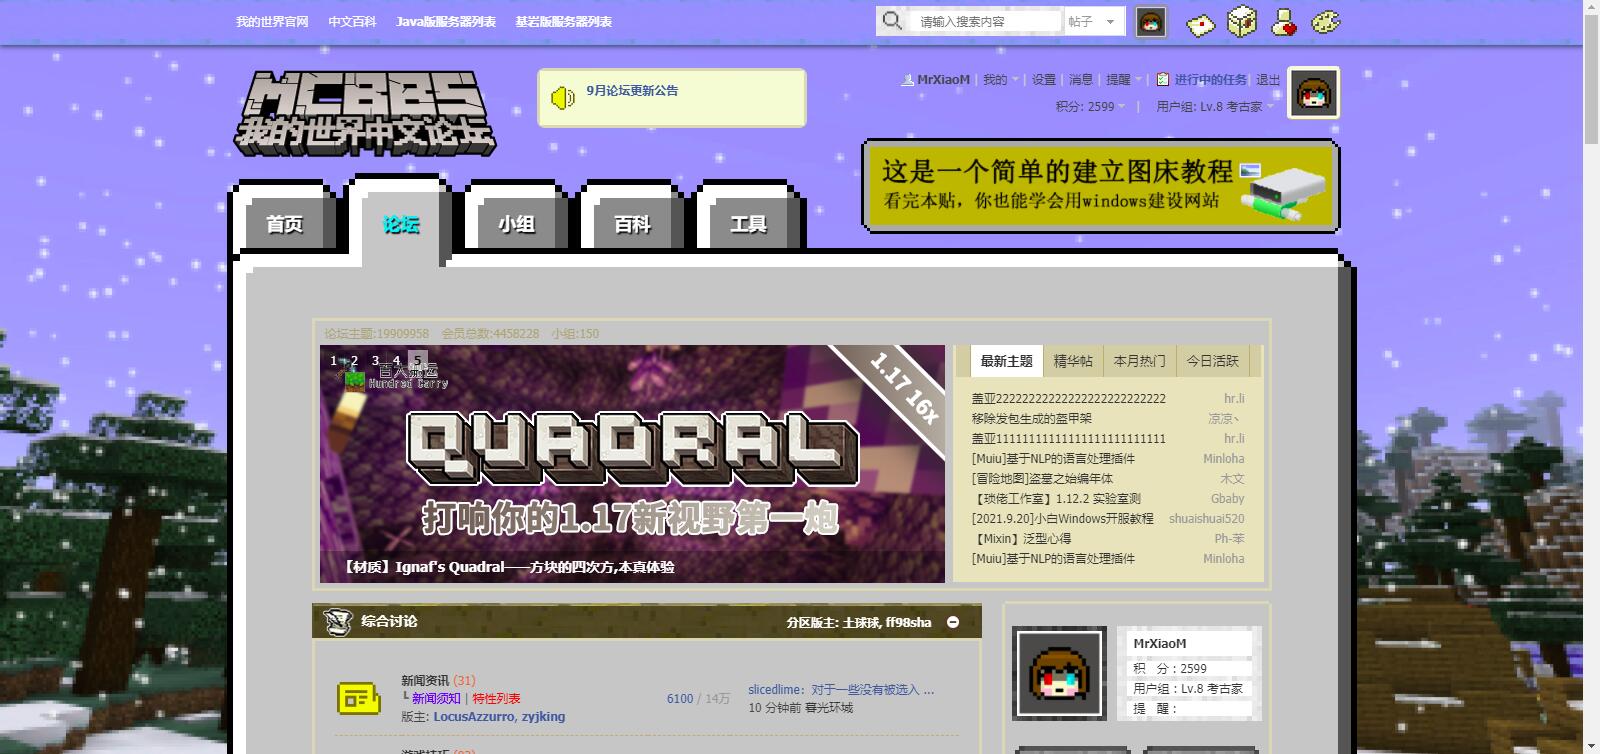 我的世界官网 中文百科 Java版服务器列表 基岩版服务器列表
请输入搜索内容 帖子
MCBBS
我的世界中文论坛
9月论坛更新公告
MrXiaoM | 我的 | 设置 | 消息 | 提醒 | 进行中的任务 | 退出
积分: 2599 | 用户组: Lv.8 考古家
这是一个简单的建立图床教程
看完本贴，你也能学会用windows建设网站
首页 论坛 小组 百科 工具
论坛主题:19909958 会员总数:4458228 小组:150
1 2 3 4 5
Hundred Carry
1.17 16x
QUADRAL
打响你的1.17新视野第一炮
【材质】Ignaf's Quadral——方块的四次方,本真体验
最新主题 精华帖 本月热门 今日活跃
盖亚22222222222222222222222222 hr.li
移除发包生成的盔甲架 凉凉丶
盖亚11111111111111111111111111 hr.li
[Muiu]基于NLP的语言处理插件 Minloha
[冒险地图]盗墓之始编年体 木文
【琐佬工作室】1.12.2 实验室测 Gbaby
[2021.9.20]小白Windows开服教程 shuaishuai520
【Mixin】泛型心得 Ph-苯
[Muiu]基于NLP的语言处理插件 Minloha
综合讨论 分区版主: 土球球, ff98sha
新闻资讯 (31)
└ 新闻须知 | 特性列表
版主: LocusAzzurro, zyjking
6100 / 14万
slicedlime：对于一些没有被选入 ...
10 分钟前 暮光环域
MrXiaoM
积 分：2599
用户组：Lv.8 考古家
提 醒：